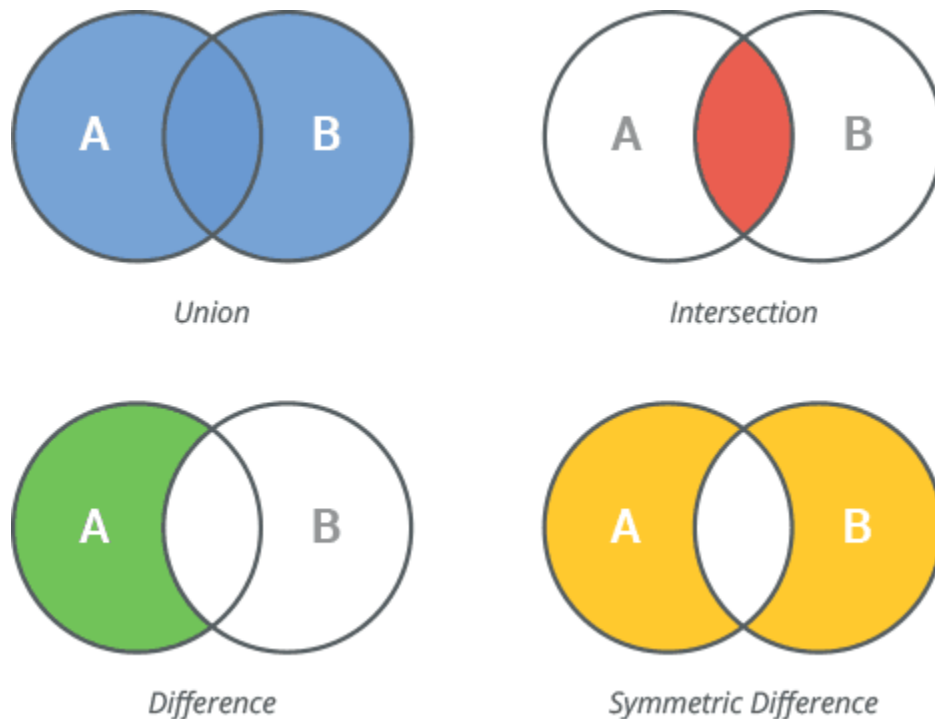 A B
A B
Union
Intersection
A B
A B
Difference
Symmetric Difference